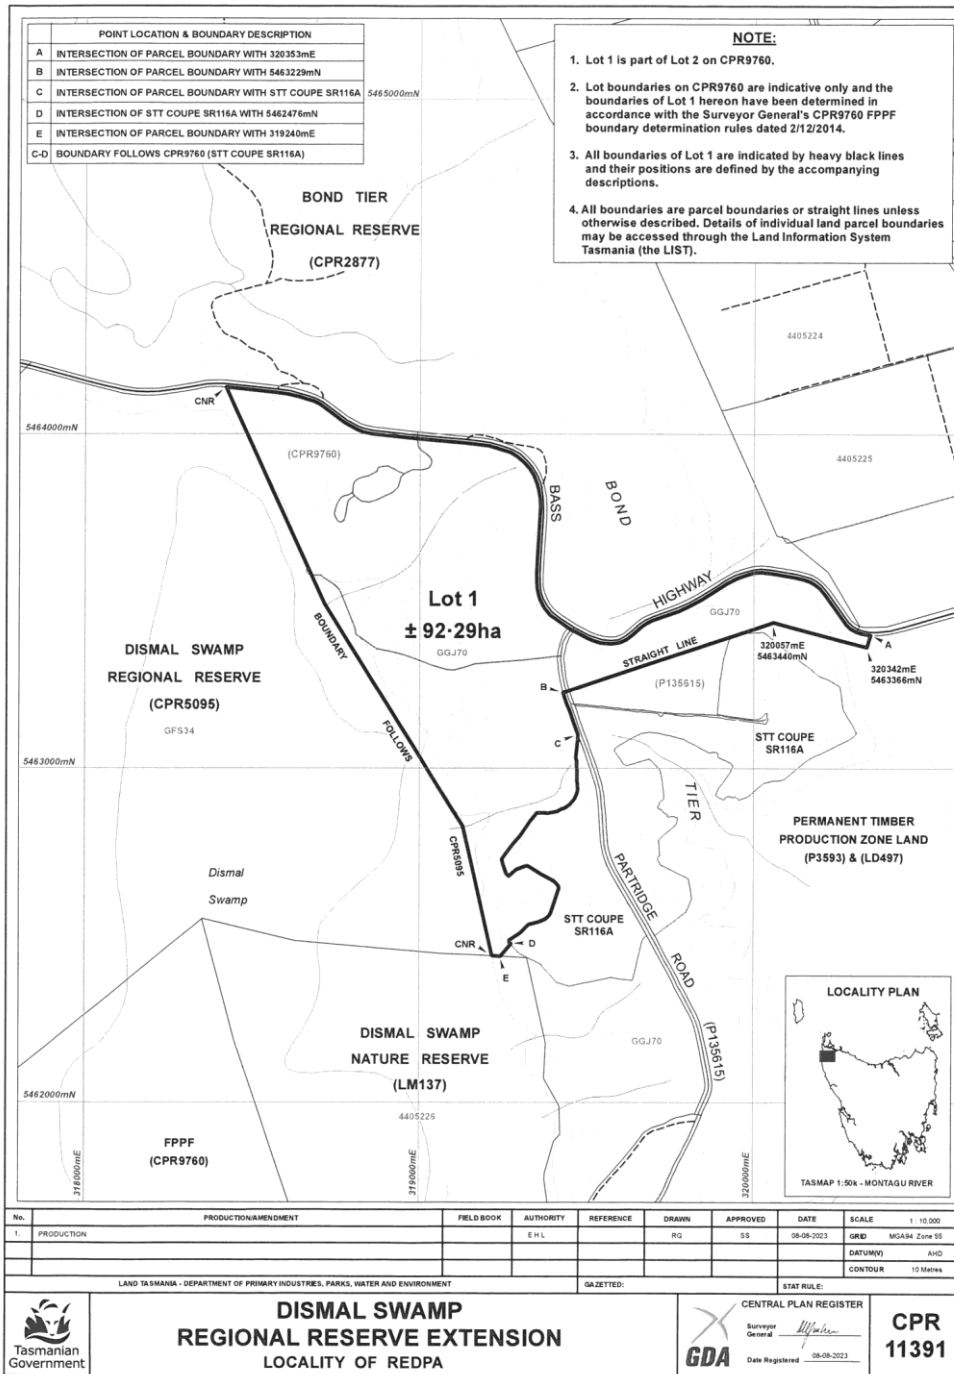 POINT LOCATION & BOUNDARY DESCRIPTION
A INTERSECTION OF PARCEL BOUNDARY WITH 320353mE
B INTERSECTION OF PARCEL BOUNDARY WITH 5463229mN
C INTERSECTION OF PARCEL BOUNDARY WITH STT COUPE SR116A
D INTERSECTION OF STT COUPE SR116A WITH 5462476mN
E INTERSECTION OF PARCEL BOUNDARY WITH 319240mE
C-D BOUNDARY FOLLOWS CPR9760 (STT COUPE SR116A)
5465000mN
NOTE:
1. Lot 1 is part of Lot 2 on CPR9760.
2. Lot boundaries on CPR9760 are indicative only and the
boundaries of Lot 1 hereon have been determined in
accordance with the Surveyor General's CPR9760 FPPF
boundary determination rules dated 2/12/2014.
3. All boundaries of Lot 1 are indicated by heavy black lines
and their positions are defined by the accompanying
descriptions.
4. All boundaries are parcel boundaries or straight lines unless
otherwise described. Details of individual land parcel boundaries
may be accessed through the Land Information System
Tasmania (the LIST).
BOND TIER
REGIONAL RESERVE
(CPR2877)
4405224
CNR
5464000mN
(CPR9760)
4405225
BASS
BOND
HIGHWAY
Lot 1
± 92·29ha
GGJ70
GGJ70
BOUNDARY
STRAIGHT LINE
320057mE
5463440mN
A
320342mE
5463366mN
DISMAL SWAMP
REGIONAL RESERVE
(CPR5095)
GFS34
B
(P135615)
FOLLOWS
C
STT COUPE
SR116A
5463000mN
TIER
CPR5095
PERMANENT TIMBER
PRODUCTION ZONE LAND
(P3593) & (LD497)
Dismal
Swamp
PARTRIDGE
STT COUPE
SR116A
CNR
D
E
ROAD
LOCALITY PLAN
DISMAL SWAMP
NATURE RESERVE
(LM137)
GGJ70
(P135615)
5462000mN
4405226
FPPF
(CPR9760)
318000mE
319000mE
320000mE
TASMAP 1:50k - MONTAGU RIVER
No. PRODUCTION/AMENDMENT FIELD BOOK AUTHORITY REFERENCE DRAWN APPROVED DATE SCALE 1 : 10,000
1. PRODUCTION E H L RG SS 08-08-2023 GRID MGA94 Zone 55
DATUM(V) AHD
CONTOUR 10 Metres
LAND TASMANIA - DEPARTMENT OF PRIMARY INDUSTRIES, PARKS, WATER AND ENVIRONMENT GAZETTED: STAT RULE:
Tasmanian
Government
DISMAL SWAMP
REGIONAL RESERVE EXTENSION
LOCALITY OF REDPA
GDA
CENTRAL PLAN REGISTER
Surveyor
General
Date Registered 08-08-2023
CPR
11391